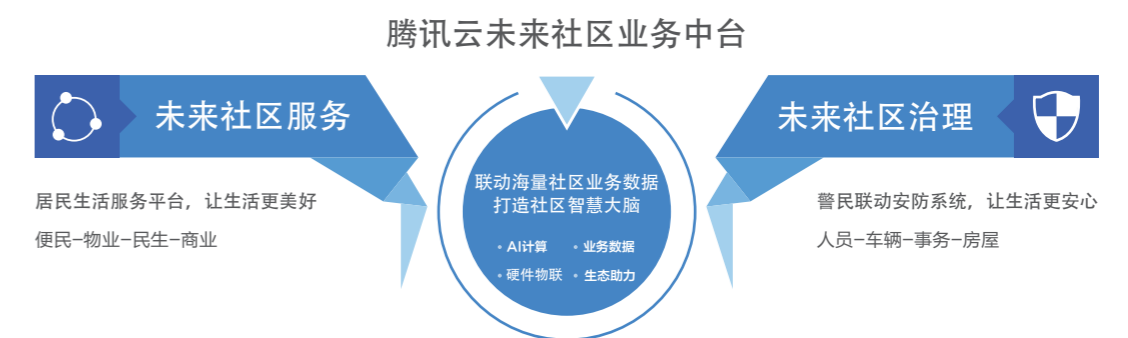 腾讯云未来社区业务中台
未来社区服务
居民生活服务平台，让生活更美好
便民-物业-民生-商业
联动海量社区业务数据
打造社区智慧大脑
• AI计算 • 业务数据
• 硬件物联 • 生态助力
未来社区治理
警民联动安防系统，让生活更安心
人员-车辆-事务-房屋